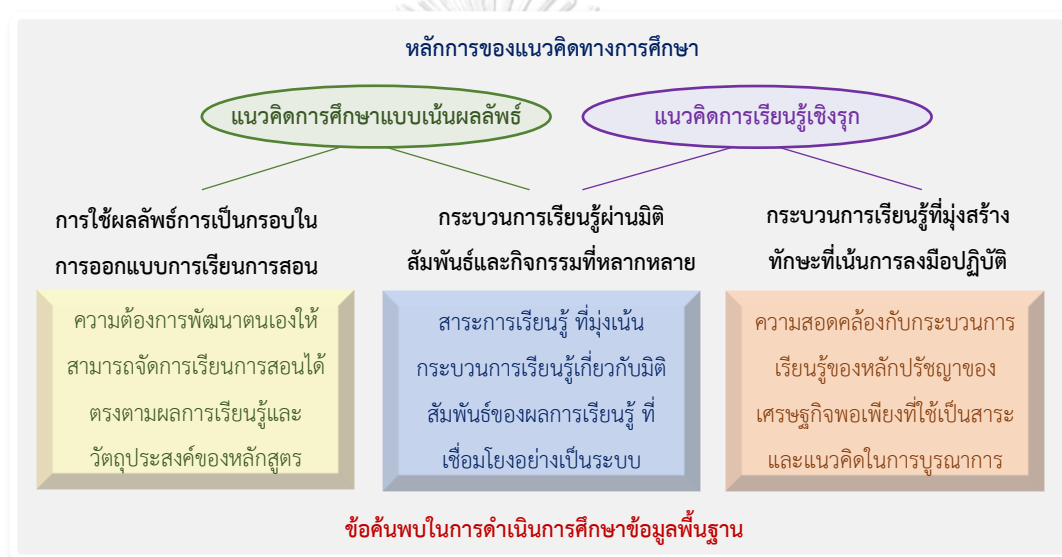 หลักการของแนวคิดทางการศึกษา
แนวคิดการศึกษาแบบเน้นผลลัพธ์
แนวคิดการเรียนรู้เชิงรุก
การใช้ผลลัพธ์การเป็นกรอบใน
การออกแบบการเรียนการสอน
กระบวนการเรียนรู้ผ่านมิติ
สัมพันธ์และกิจกรรมที่หลากหลาย
กระบวนการเรียนรู้ที่มุ่งสร้าง
ทักษะที่เน้นการลงมือปฏิบัติ
ความต้องการพัฒนาตนเองให้
สามารถจัดการเรียนการสอนได้
ตรงตามผลการเรียนรู้และ
วัตถุประสงค์ของหลักสูตร
สาระการเรียนรู้ ที่มุ่งเน้น
กระบวนการเรียนรู้เกี่ยวกับมิติ
สัมพันธ์ของผลการเรียนรู้ ที่
เชื่อมโยงอย่างเป็นระบบ
ความสอดคล้องกับกระบวนการ
เรียนรู้ของหลักปรัชญาของ
เศรษฐกิจพอเพียงที่ใช้เป็นสาระ
และแนวคิดในการบูรณาการ
ข้อค้นพบในการดำเนินการศึกษาข้อมูลพื้นฐาน